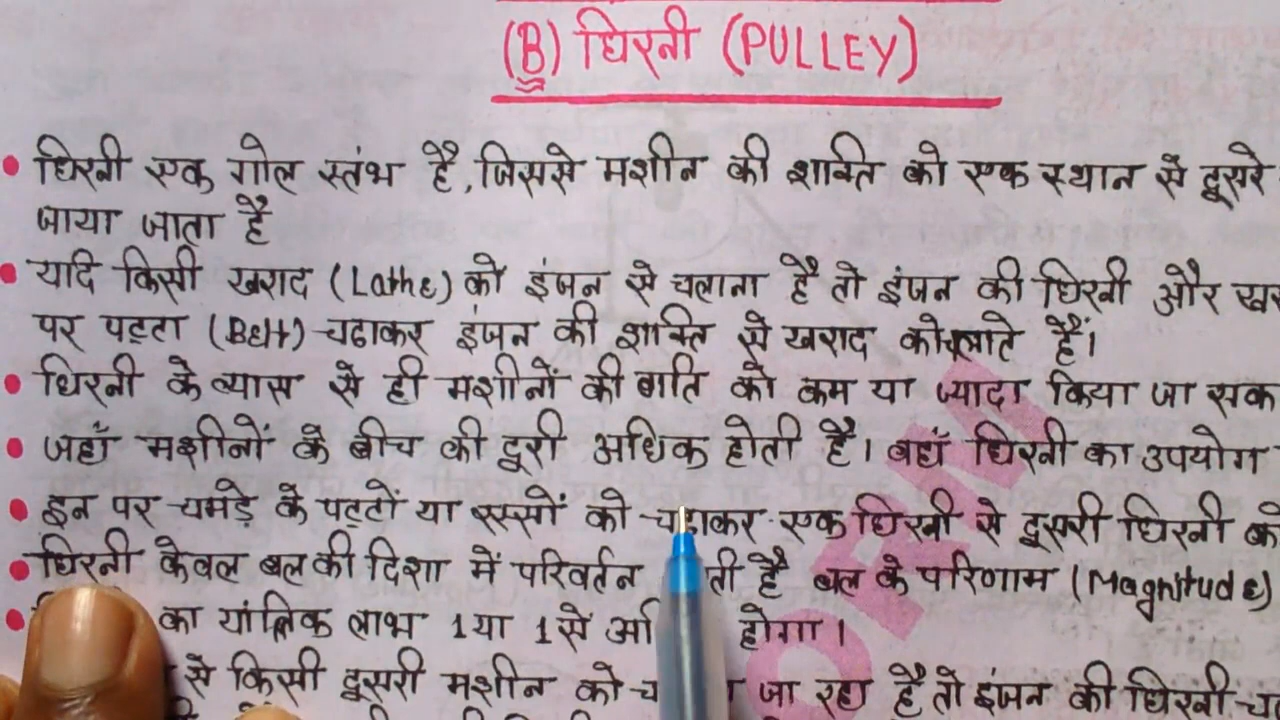 (B) घिरनी (PULLEY)
• घिरनी एक गोल स्तंभ है, जिससे मशीन की शक्ति को एक स्थान से दूसरे
जाया जाता है
• यदि किसी खराद (Lathe) को इंजन से चलाना है तो इंजन की घिरनी और
पर पट्टा (Belt) चढाकर इंजन की शक्ति से खराद को चलाते हैं।
• घिरनी के व्यास से ही मशीनों की गति को कम या ज्यादा किया जा सक
• जहाँ मशीनों के बीच की दूरी अधिक होती है। वहाँ घिरनी का उपयोग
• इन पर चमड़े के पट्टों या रस्सों को चढाकर एक घिरनी से दूसरी घिरनी को
• घिरनी केवल बल की दिशा में परिवर्तन ती है बल के परिणाम (Magnitude)
• का यांत्रिक लाभ 1 या 1 से होगा।
से किसी दूसरी मशीन को जा रहा है तो इंजन की घिरनी